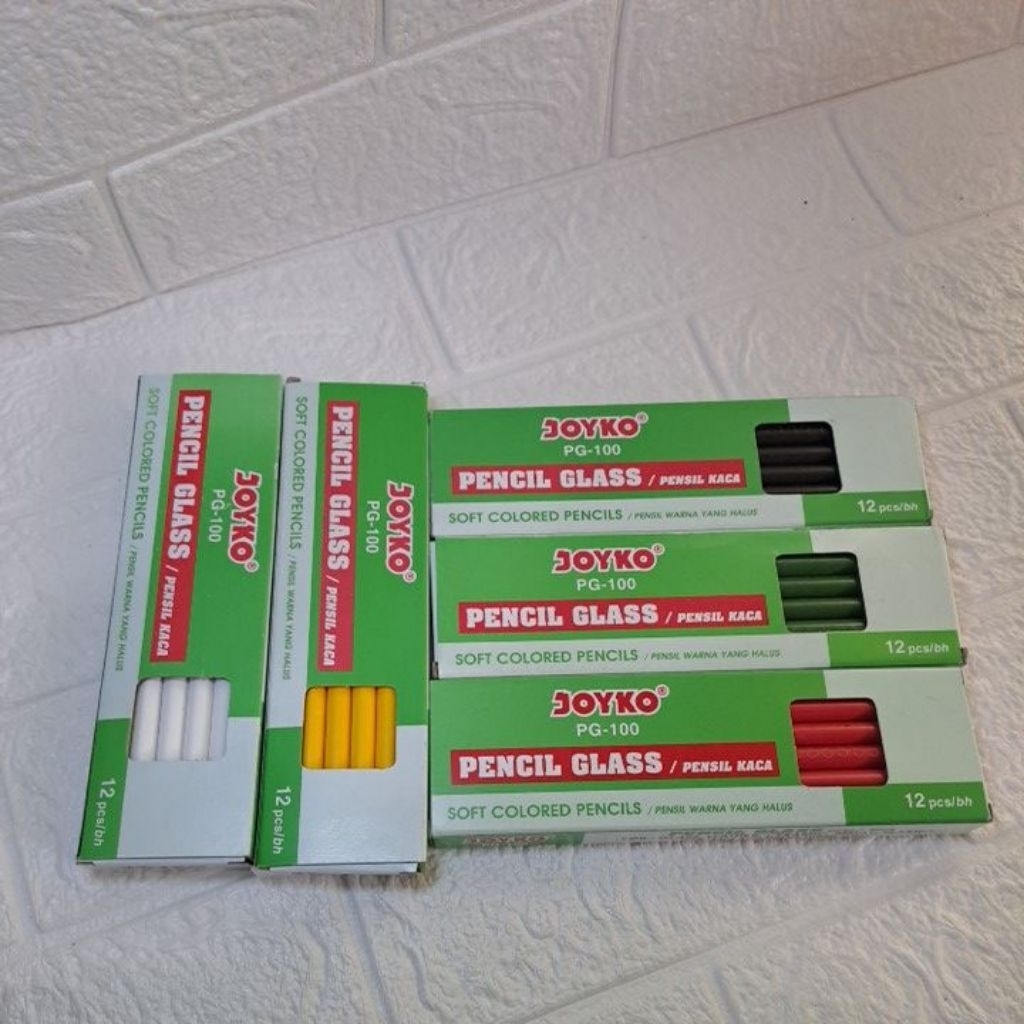 JOYKO®
PG-100
PENCIL GLASS / PENSIL KACA
SOFT COLORED PENCILS / PENSIL WARNA YANG HALUS
12 pcs/bh
JOYKO®
PG-100
PENCIL GLASS / PENSIL KACA
SOFT COLORED PENCILS / PENSIL WARNA YANG HALUS
12 pcs/bh
JOYKO®
PG-100
PENCIL GLASS / PENSIL KACA
SOFT COLORED PENCILS / PENSIL WARNA YANG HALUS
12 pcs/bh
JOYKO®
PG-100
PENCIL GLASS / PENSIL KACA
SOFT COLORED PENCILS / PENSIL WARNA YANG HALUS
12 pcs/bh
JOYKO®
PG-100
PENCIL GLASS / PENSIL KACA
SOFT COLORED PENCILS / PENSIL WARNA YANG HALUS
12 pcs/bh